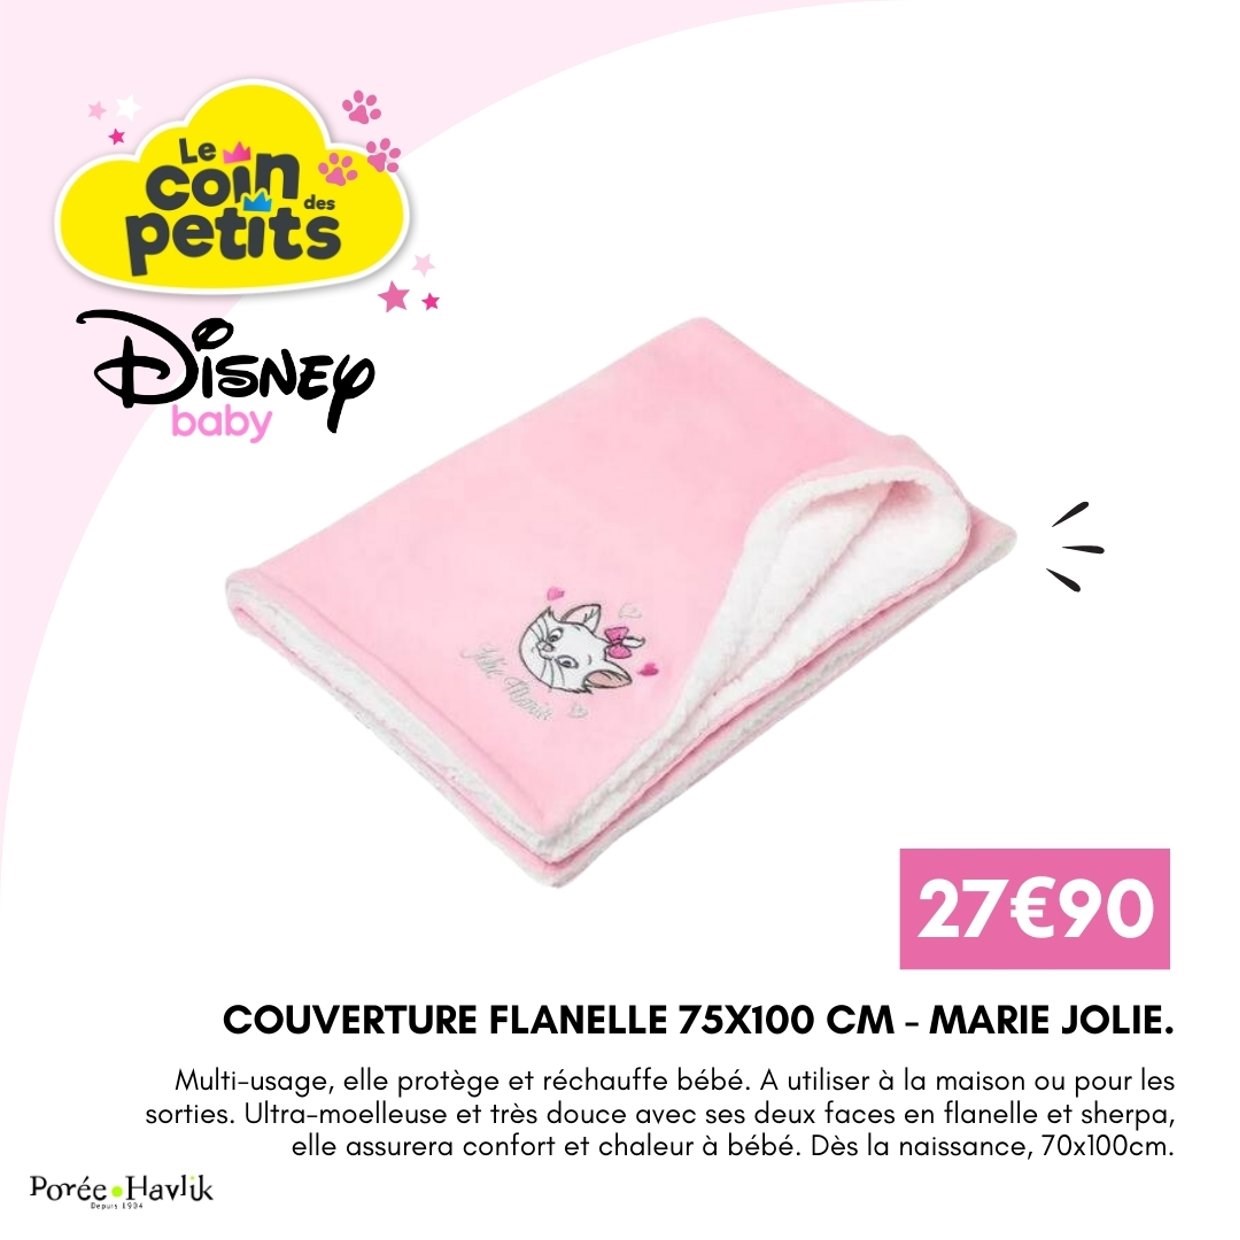 Le
coin
des
petits
Disney
baby
Jolie Marie
27€90
COUVERTURE FLANELLE 75X100 CM - MARIE JOLIE.
Multi-usage, elle protège et réchauffe bébé. A utiliser à la maison ou pour les
sorties. Ultra-moelleuse et très douce avec ses deux faces en flanelle et sherpa,
elle assurera confort et chaleur à bébé. Dès la naissance, 70x100cm.
Porée•Havlik
Depuis 1934